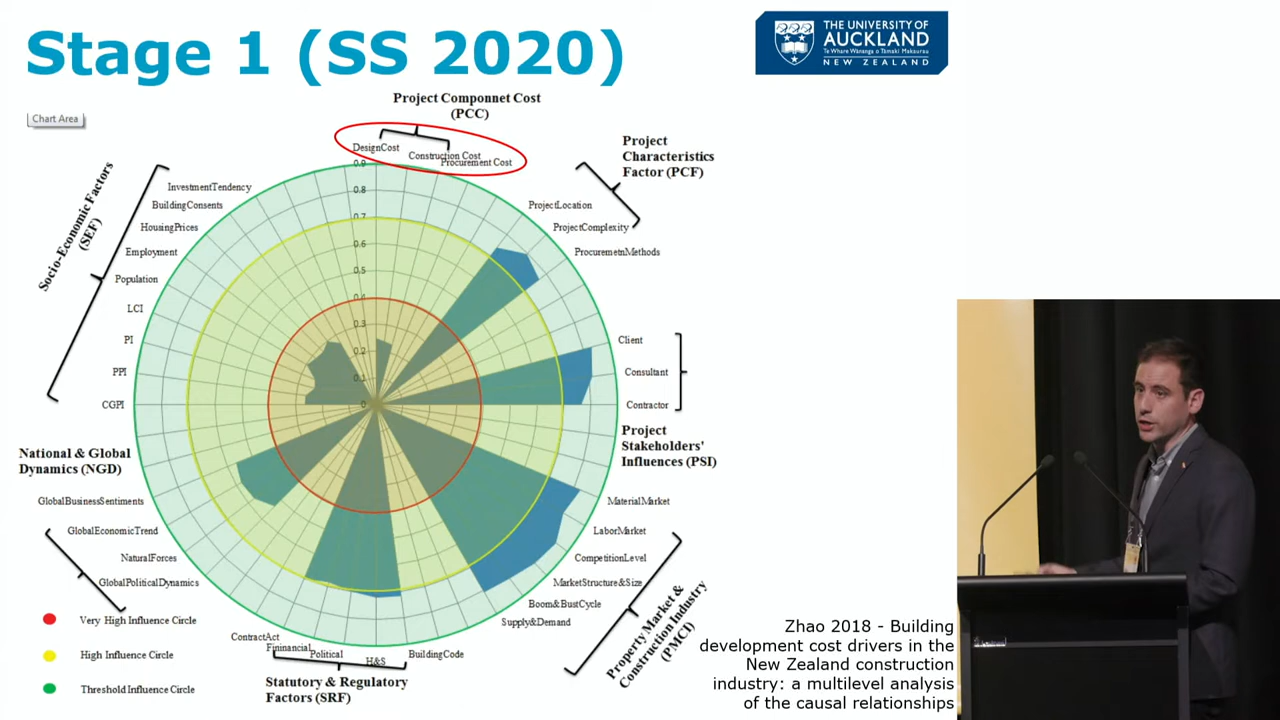 Stage 1 (SS 2020)
THE UNIVERSITY OF
AUCKLAND
Te Whare Wānanga o Tāmaki Makaurau
NEW ZEALAND
Chart Area
Project Componnet Cost
(PCC)
DesignCost
Construction Cost
Procurement Cost
Project
Characteristics
Factor (PCF)
ProjectLocation
ProjectComplexity
ProcuremetnMethods
Client
Consultant
Contractor
Project
Stakeholders'
Influences (PSI)
MaterialMarket
LaborMarket
CompetitionLevel
MarketStructure&Size
Boom&BustCycle
Supply&Demand
Property Market &
Construction Industry
(PMCI)
BuildingCode
H&S
Political
Fininancial
ContractAct
Statutory & Regulatory
Factors (SRF)
GlobalPoliticalDynamics
NaturalForces
GlobalEconomicTrend
GlobalBusinessSentiments
National & Global
Dynamics (NGD)
CGPI
PPI
PI
LCI
Population
Employment
HousingPrices
BuildingConsents
InvestmentTendency
Socio-Economic Factors
(SEF)
0.9
0.8
0.7
0.6
0.5
0.4
0.3
0.2
0.1
0
Very High Influence Circle
High Influence Circle
Threshold Influence Circle
Zhao 2018 - Building
development cost drivers in the
New Zealand construction
industry: a multilevel analysis
of the causal relationships